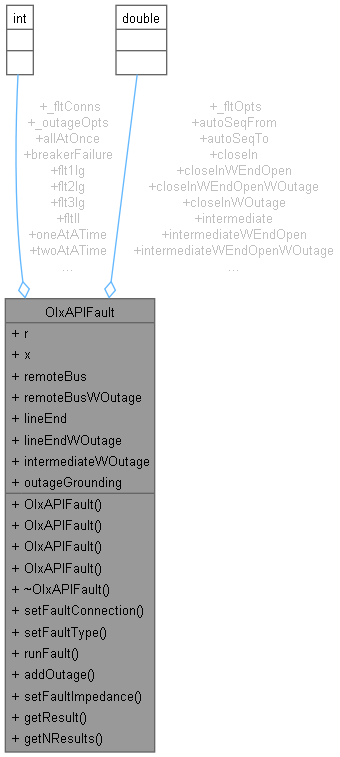 int
double
+_fltConns
+_outageOpts
+allAtOnce
+breakerFailure
+flt1lg
+flt2lg
+flt3lg
+fltll
+oneAtATime
+twoAtATime
...
+_fltOpts
+autoSeqFrom
+autoSeqTo
+closeIn
+closeInWEndOpen
+closeInWEndOpenWOutage
+closeInWOutage
+intermediate
+intermediateWEndOpen
+intermediateWEndOpenWOutage
...
OlxAPIFault
+ r
+ x
+ remoteBus
+ remoteBusWOutage
+ lineEnd
+ lineEndWOutage
+ intermediateWOutage
+ outageGrounding
+ OlxAPIFault()
+ OlxAPIFault()
+ OlxAPIFault()
+ OlxAPIFault()
+ ~OlxAPIFault()
+ setFaultConnection()
+ setFaultType()
+ runFault()
+ addOutage()
+ setFaultImpedance()
+ getResult()
+ getNResults()